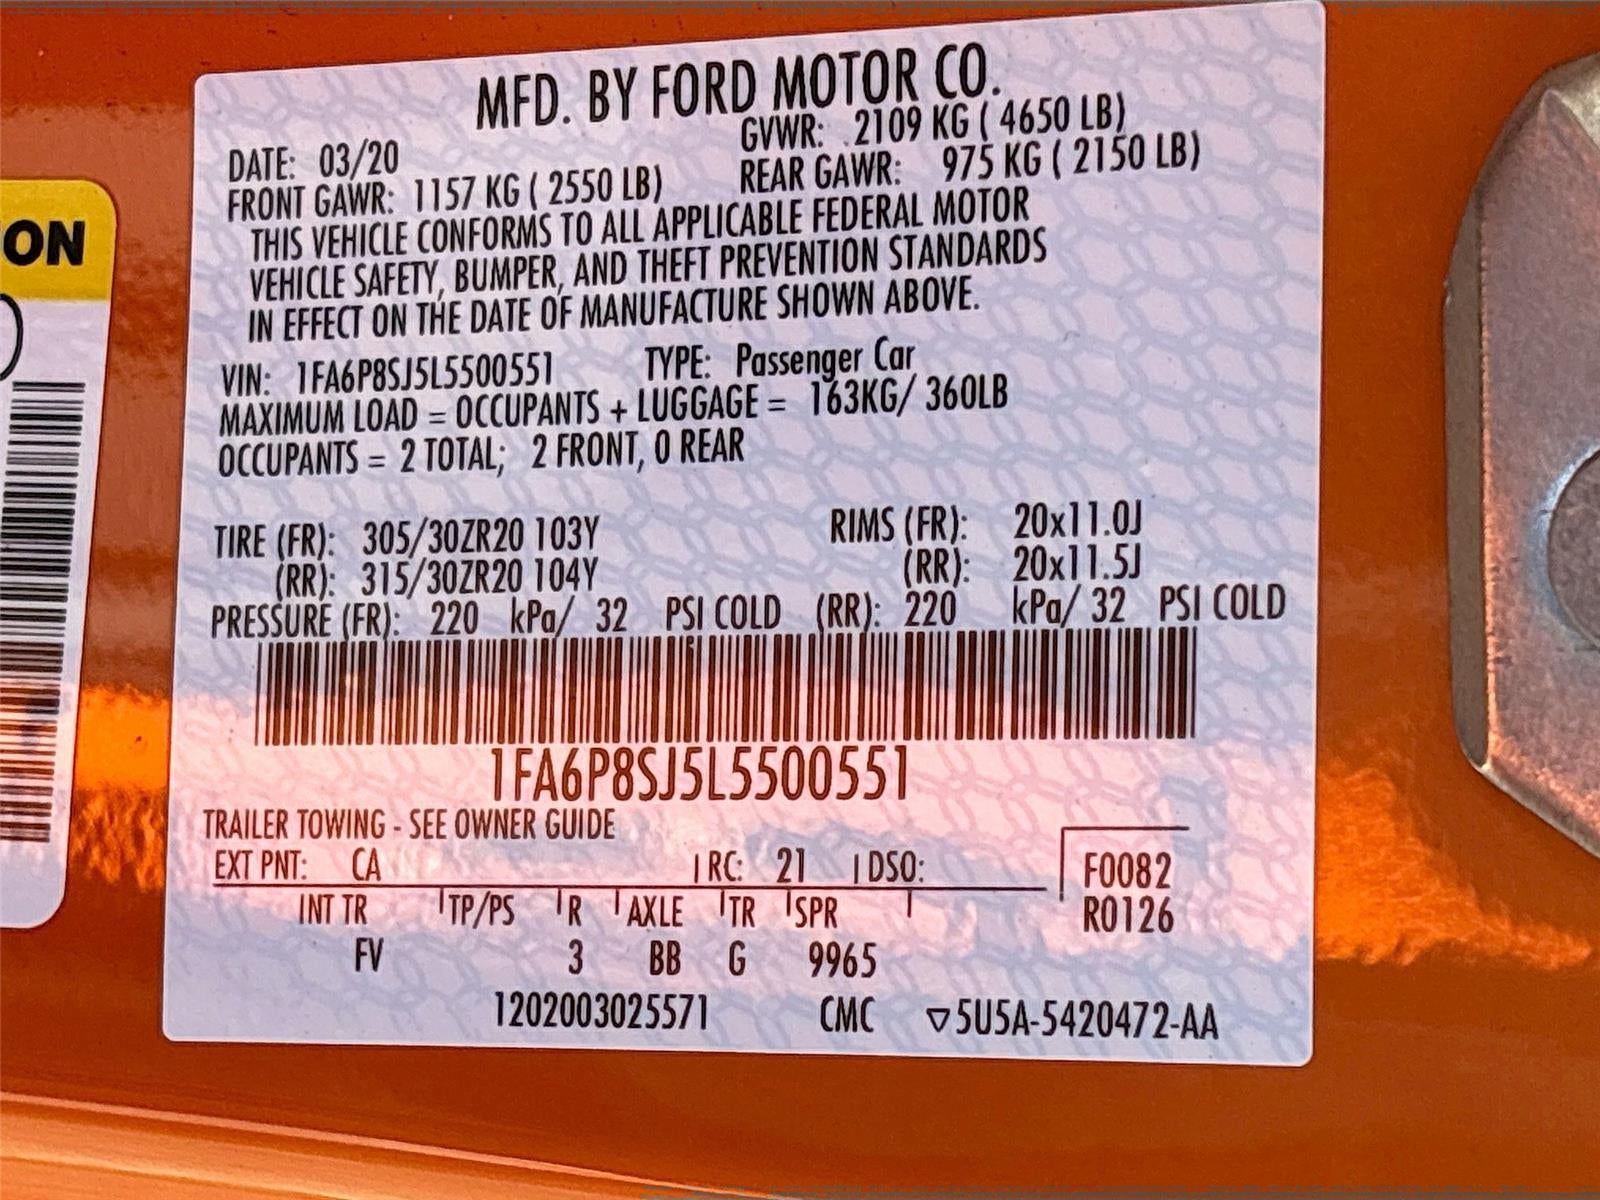 MFD. BY FORD MOTOR CO.
DATE: 03/20 GVWR: 2109 KG ( 4650 LB)
FRONT GAWR: 1157 KG ( 2550 LB) REAR GAWR: 975 KG ( 2150 LB)
THIS VEHICLE CONFORMS TO ALL APPLICABLE FEDERAL MOTOR
VEHICLE SAFETY, BUMPER, AND THEFT PREVENTION STANDARDS
IN EFFECT ON THE DATE OF MANUFACTURE SHOWN ABOVE.
VIN: 1FA6P8SJ5L5500551 TYPE: Passenger Car
MAXIMUM LOAD = OCCUPANTS + LUGGAGE = 163KG/ 360LB
OCCUPANTS = 2 TOTAL; 2 FRONT, 0 REAR
TIRE (FR): 305/30ZR20 103Y RIMS (FR): 20x11.0J
(RR): 315/30ZR20 104Y (RR): 20x11.5J
PRESSURE (FR): 220 kPa/ 32 PSI COLD (RR): 220 kPa/ 32 PSI COLD
1FA6P8SJ5L5500551
TRAILER TOWING - SEE OWNER GUIDE
EXT PNT: CA RC: 21 DSO: F0082
INT TR TP/PS R AXLE TR SPR R0126
FV 3 BB G 9965
1202003025571 CMC ▽5U5A-5420472-AA
ON